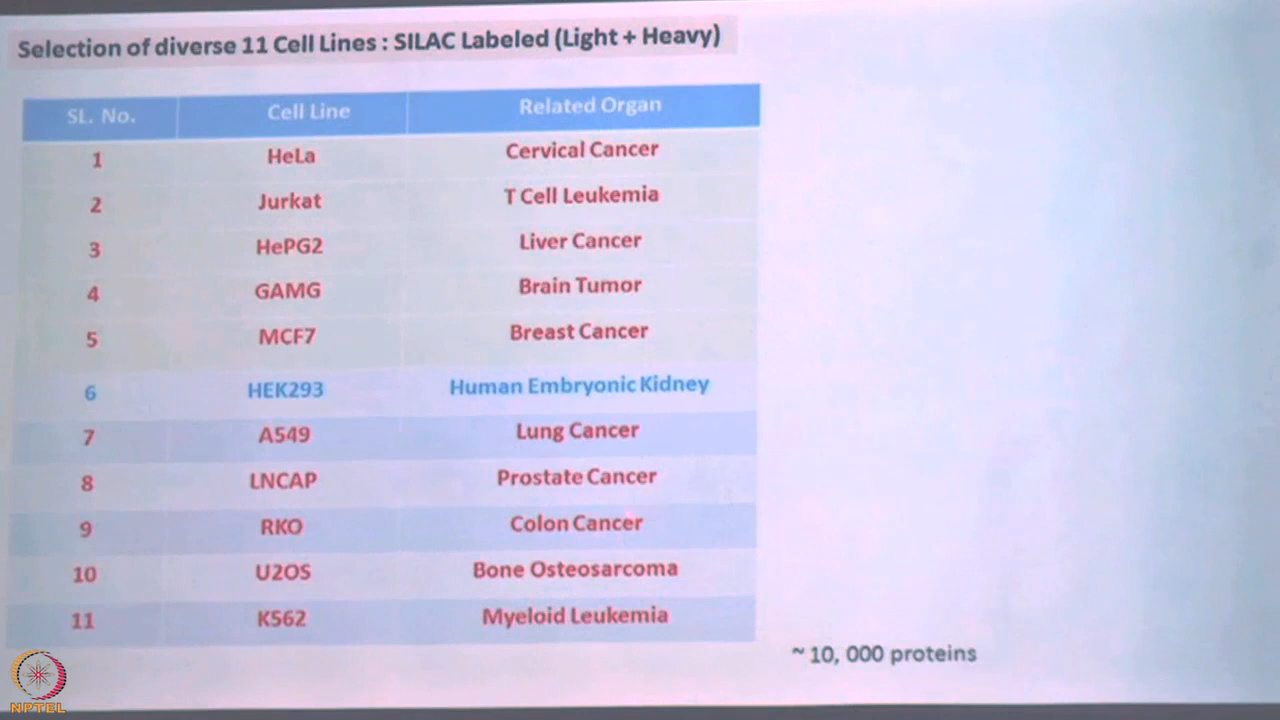 Selection of diverse 11 Cell Lines : SILAC Labeled (Light + Heavy)
SL. No. Cell Line Related Organ
1 HeLa Cervical Cancer
2 Jurkat T Cell Leukemia
3 HePG2 Liver Cancer
4 GAMG Brain Tumor
5 MCF7 Breast Cancer
6 HEK293 Human Embryonic Kidney
7 A549 Lung Cancer
8 LNCAP Prostate Cancer
9 RKO Colon Cancer
10 U2OS Bone Osteosarcoma
11 K562 Myeloid Leukemia
~ 10, 000 proteins
NPTEL